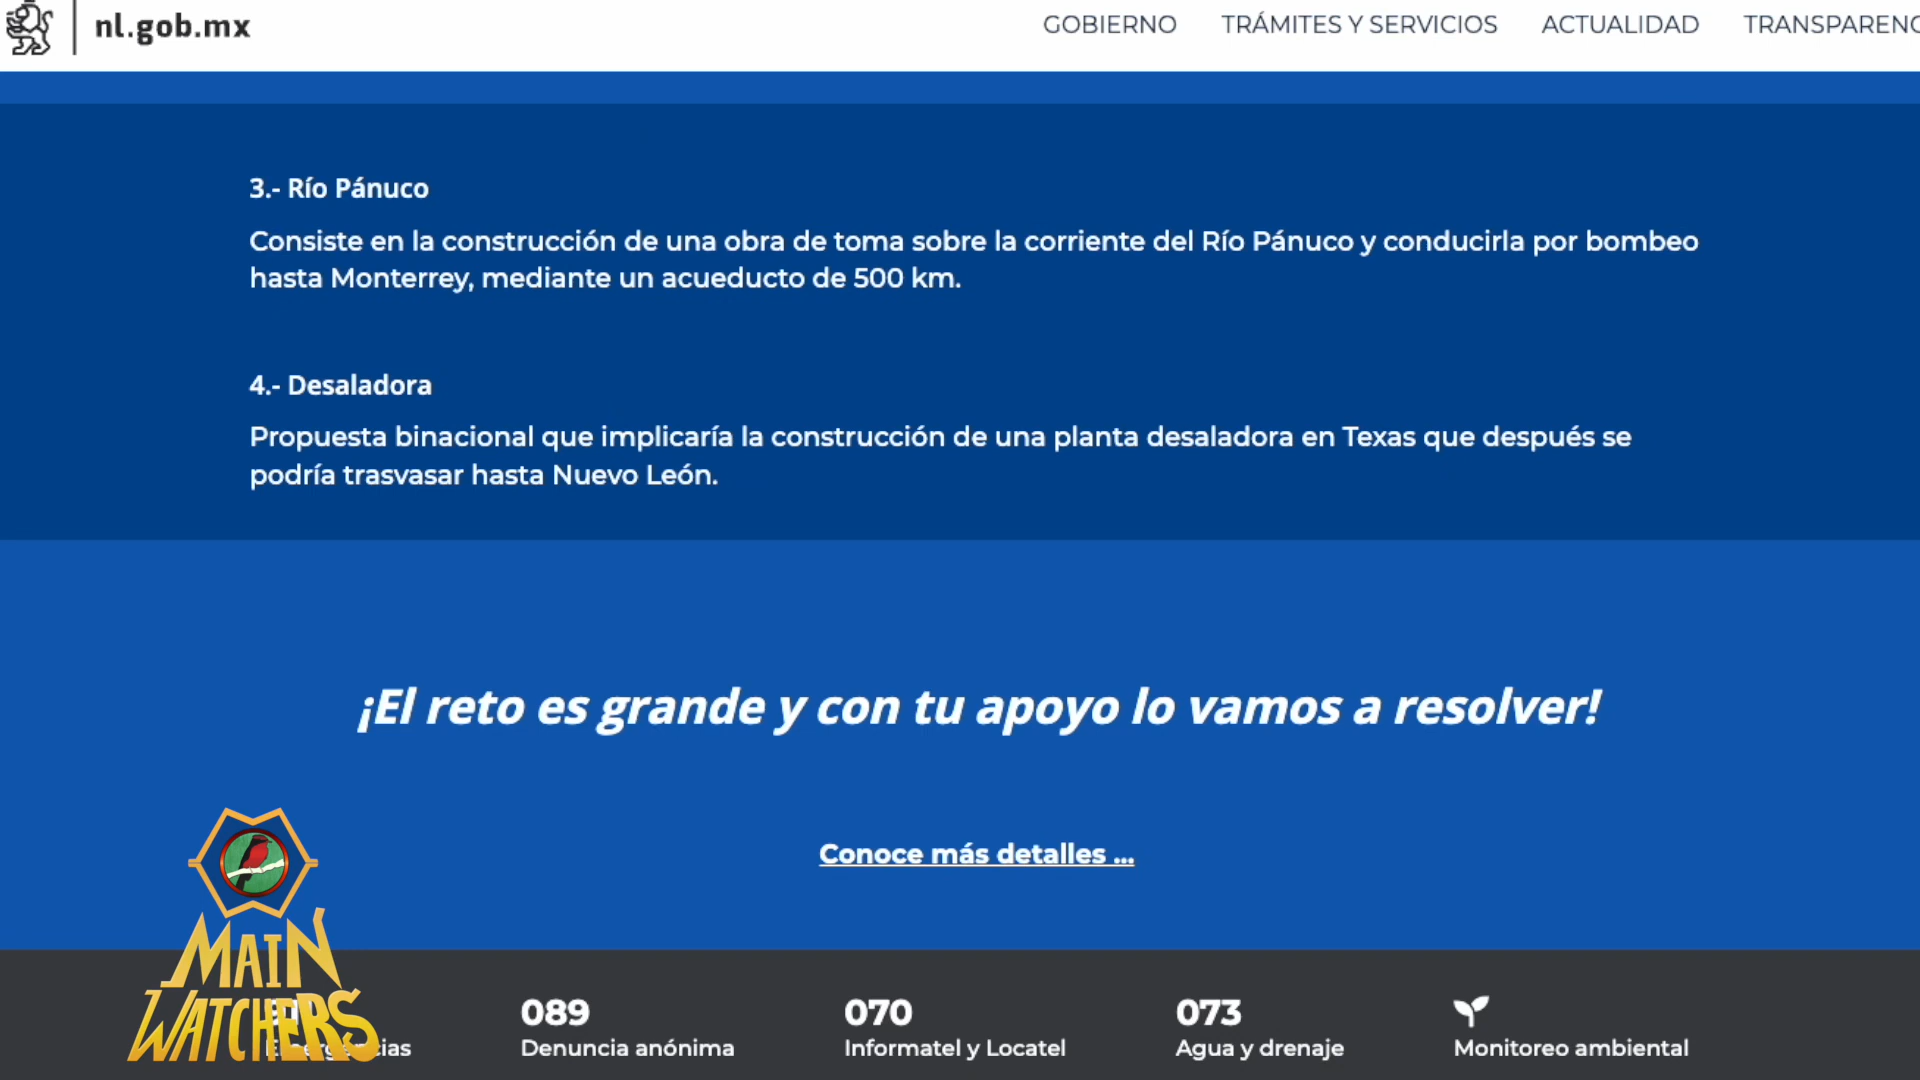 nl.gob.mx
GOBIERNO TRÁMITES Y SERVICIOS ACTUALIDAD TRANSPARENC
3.- Río Pánuco
Consiste en la construcción de una obra de toma sobre la corriente del Río Pánuco y conducirla por bombeo
hasta Monterrey, mediante un acueducto de 500 km.
4.- Desaladora
Propuesta binacional que implicaría la construcción de una planta desaladora en Texas que después se
podría trasvasar hasta Nuevo León.
¡El reto es grande y con tu apoyo lo vamos a resolver!
Conoce más detalles ...
MAIN
WATCHERS
089 070 073
Denuncia anónima Informatel y Locatel Agua y drenaje Monitoreo ambiental